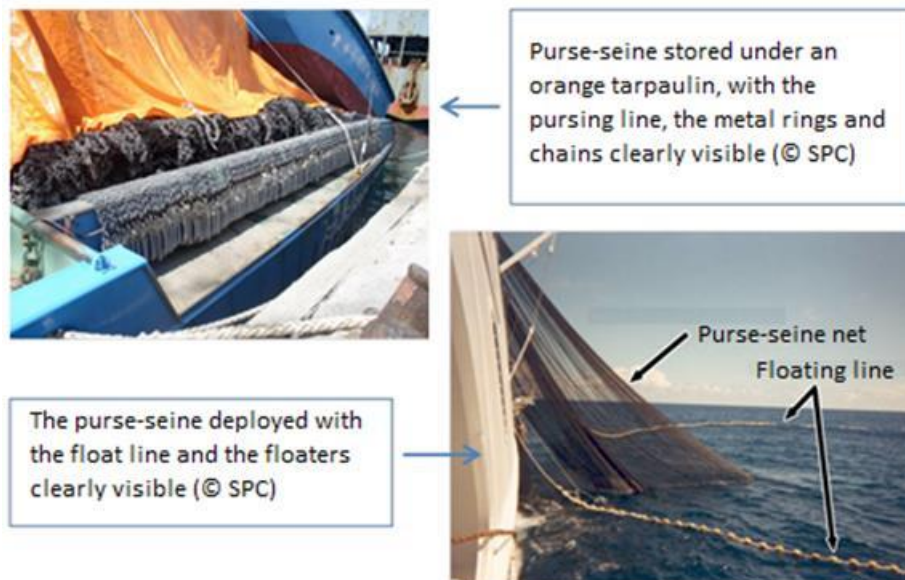 Purse-seine stored under an
orange tarpaulin, with the
pursing line, the metal rings and
chains clearly visible (© SPC)
Purse-seine net
Floating line
The purse-seine deployed with
the float line and the floaters
clearly visible (© SPC)